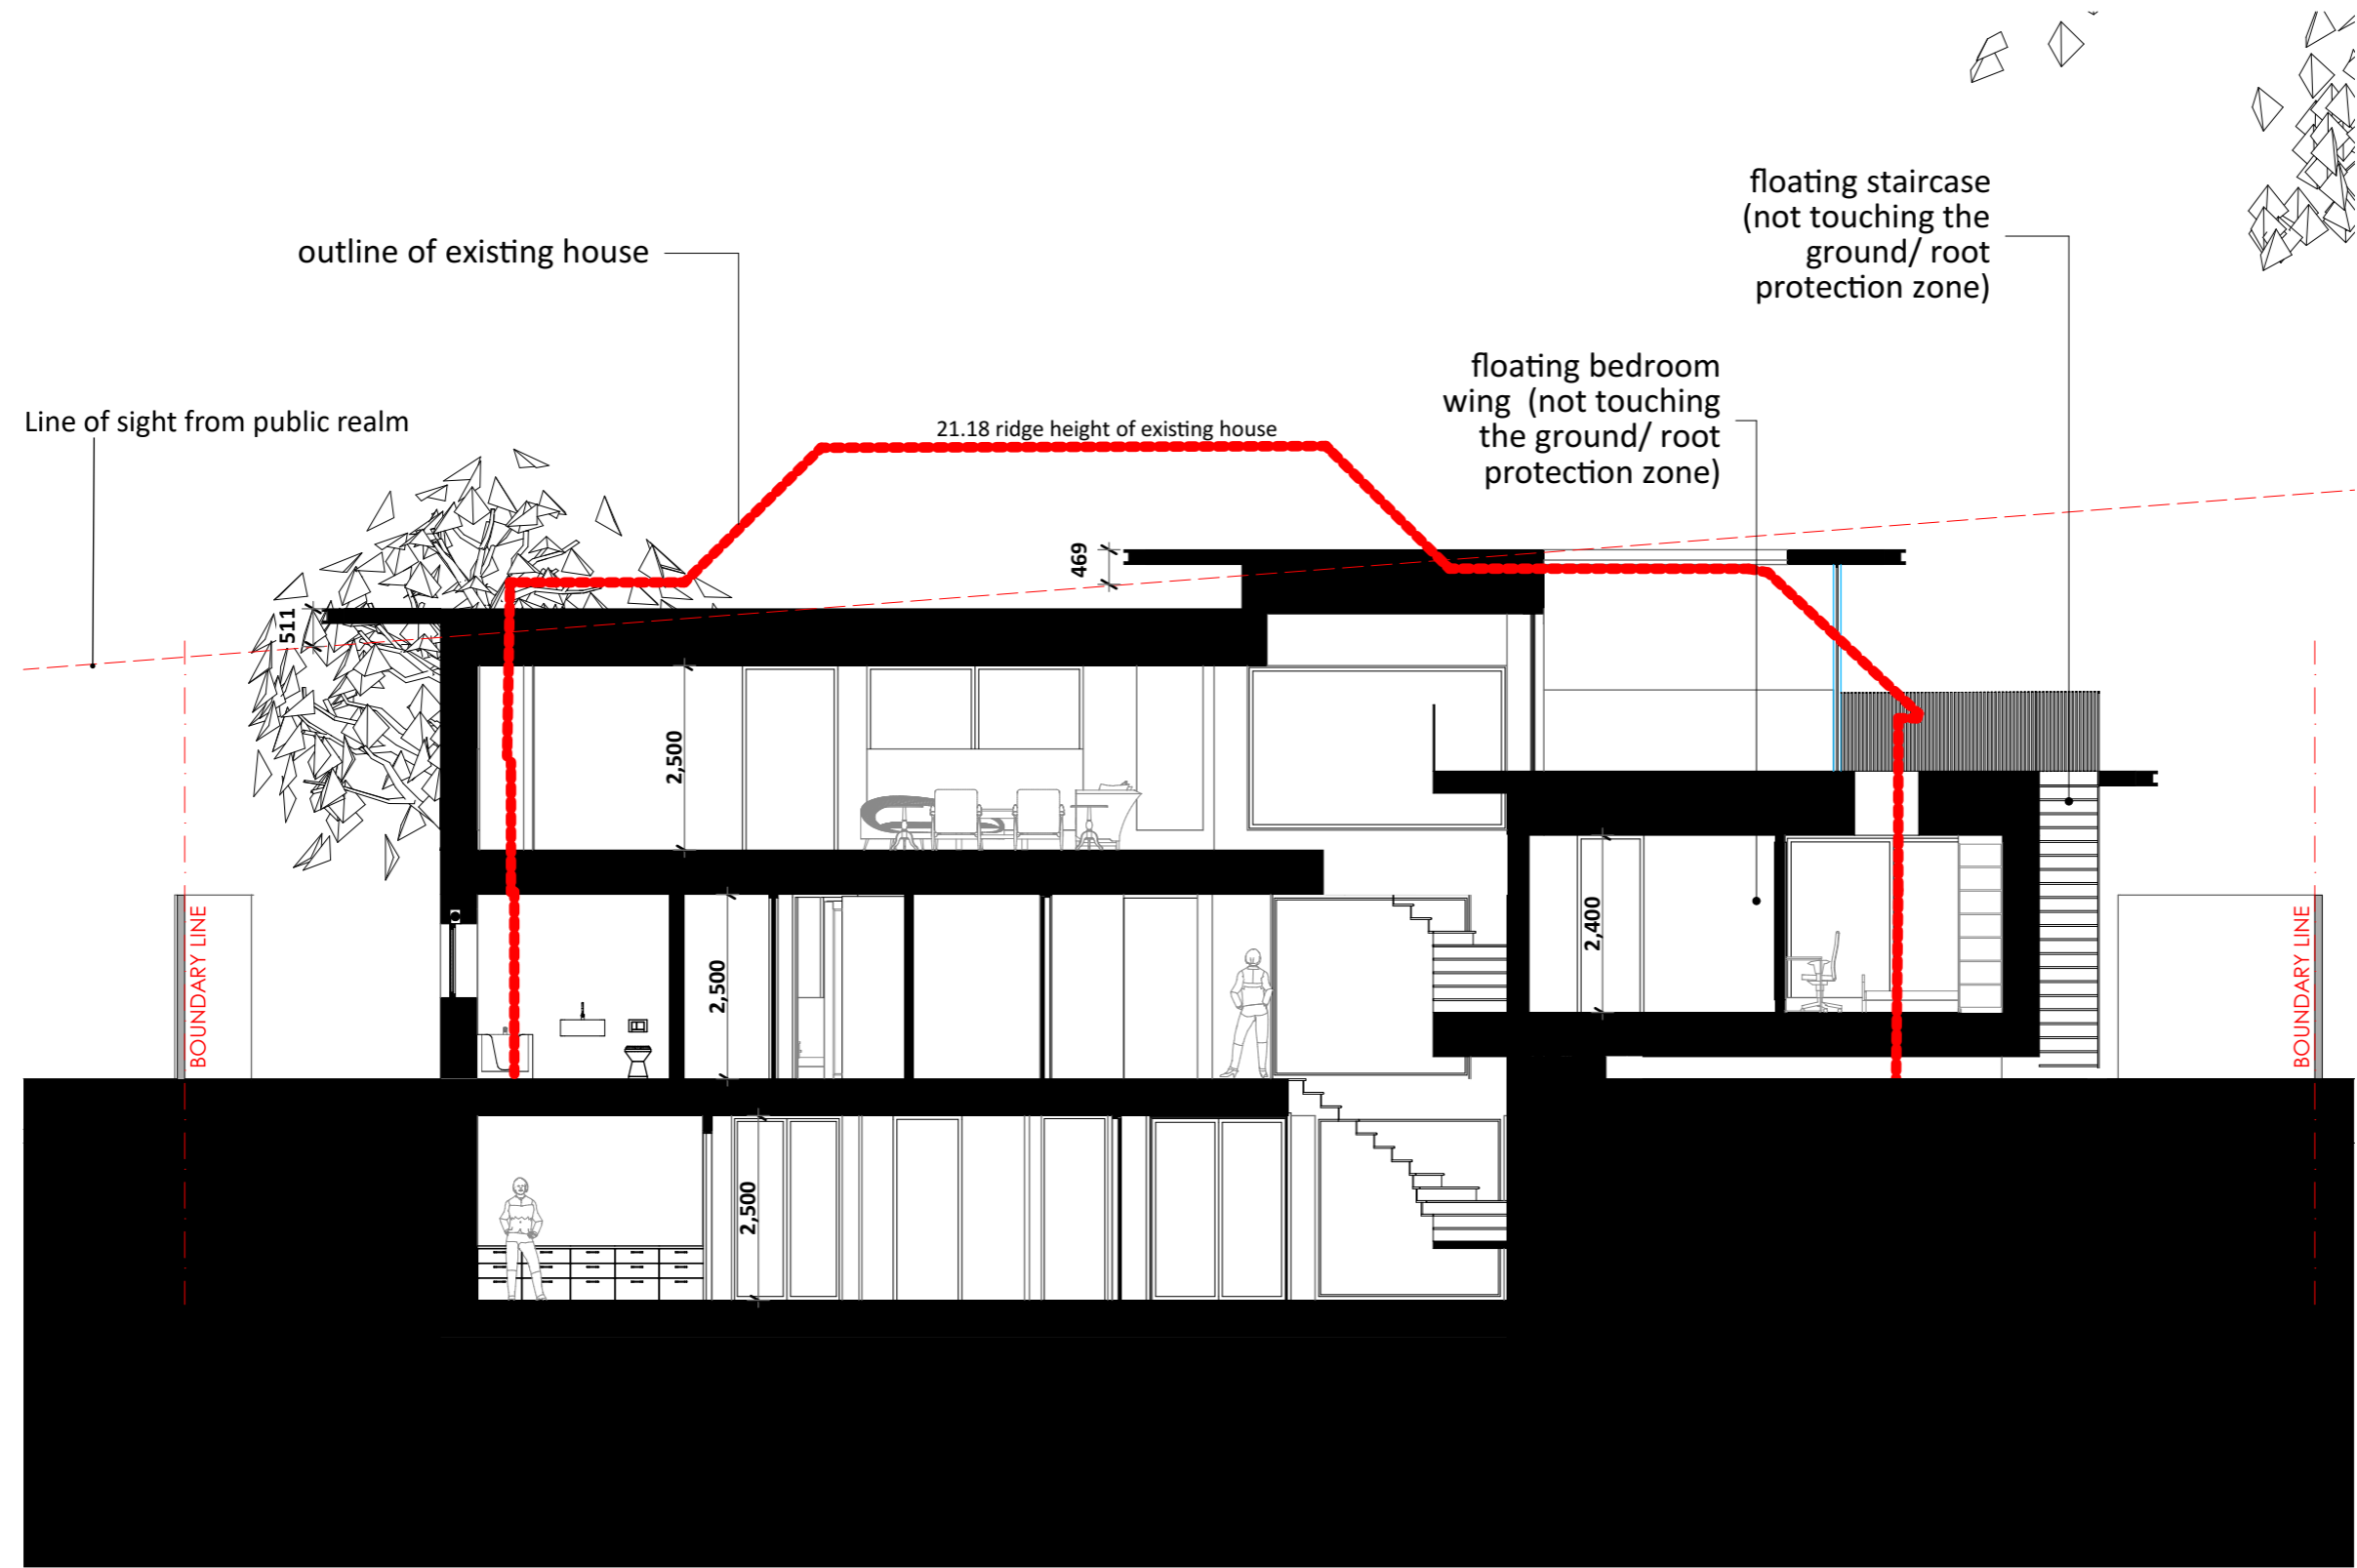 floating staircase
(not touching the
ground/ root
protection zone)
outline of existing house
floating bedroom
wing (not touching
the ground/ root
protection zone)
Line of sight from public realm
21.18 ridge height of existing house
469
511
2,500
2,400
2,500
BOUNDARY LINE
BOUNDARY LINE
2,500